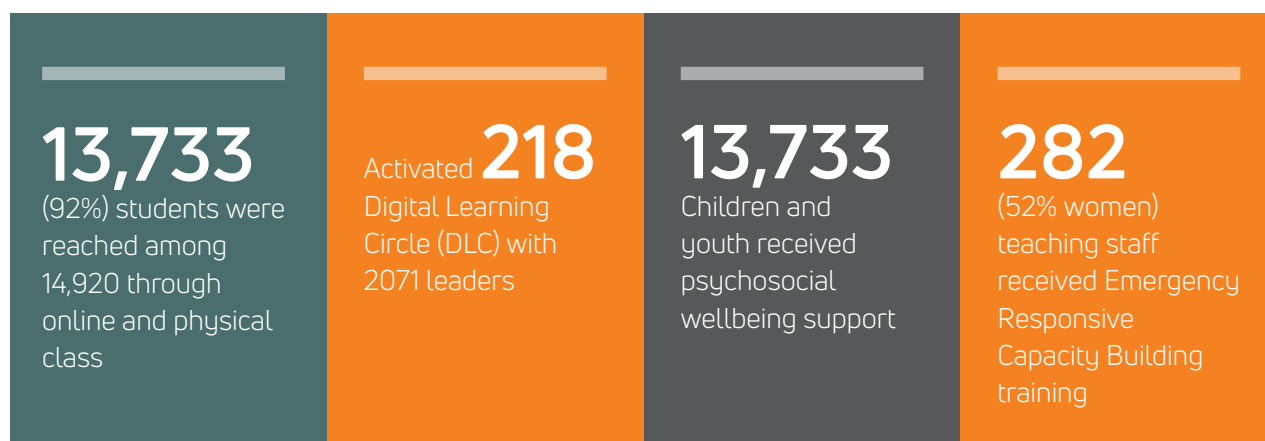 13,733
(92%) students were
reached among
14,920 through
online and physical
class
Activated 218
Digital Learning
Circle (DLC) with
2071 leaders
13,733
Children and
youth received
psychosocial
wellbeing support
282
(52% women)
teaching staff
received Emergency
Responsive
Capacity Building
training